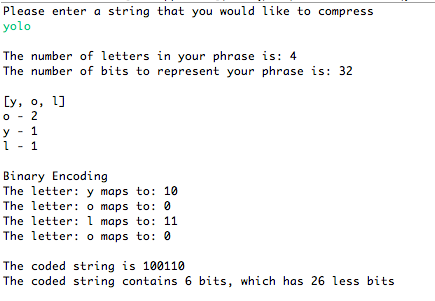 Please enter a string that you would like to compress
yolo
The number of letters in your phrase is: 4
The number of bits to represent your phrase is: 32
[y, o, l]
o - 2
y - 1
l - 1
Binary Encoding
The letter: y maps to: 10
The letter: o maps to: 0
The letter: l maps to: 11
The letter: o maps to: 0
The coded string is 100110
The coded string contains 6 bits, which has 26 less bits